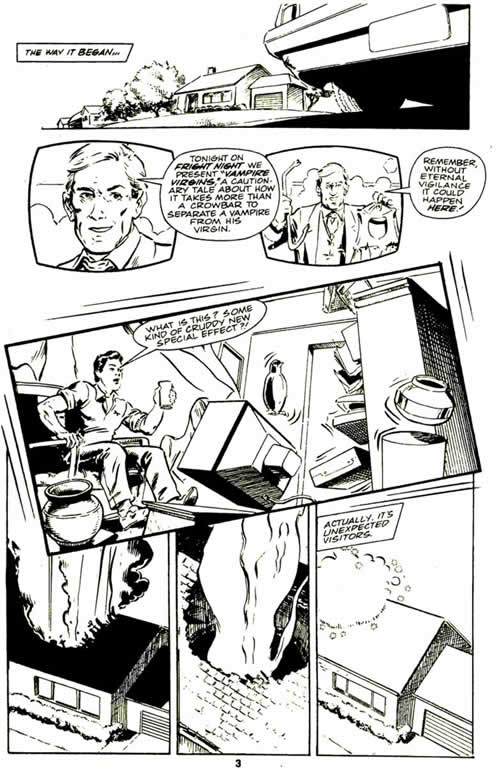 THE WAY IT BEGAN...
TONIGHT ON
FRIGHT NIGHT WE
PRESENT "VAMPIRE
VIRGINS," A CAUTION-
ARY TALE ABOUT HOW
IT TAKES MORE THAN
A CROWBAR TO
SEPARATE A VAMPIRE
FROM HIS
VIRGIN.
REMEMBER,
WITHOUT
ETERNAL
VIGILANCE
IT COULD
HAPPEN
HERE!
WHAT IS THIS? SOME
KIND OF CRUDDY NEW
SPECIAL EFFECT?!
ACTUALLY, IT'S
UNEXPECTED
VISITORS.
3